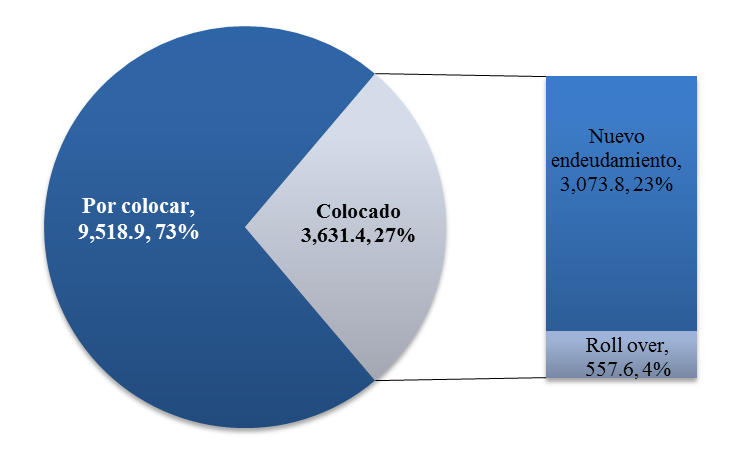 Por colocar,
9,518.9, 73%
Colocado
3,631.4, 27%
Nuevo
endeudamiento,
3,073.8, 23%
Roll over,
557.6, 4%